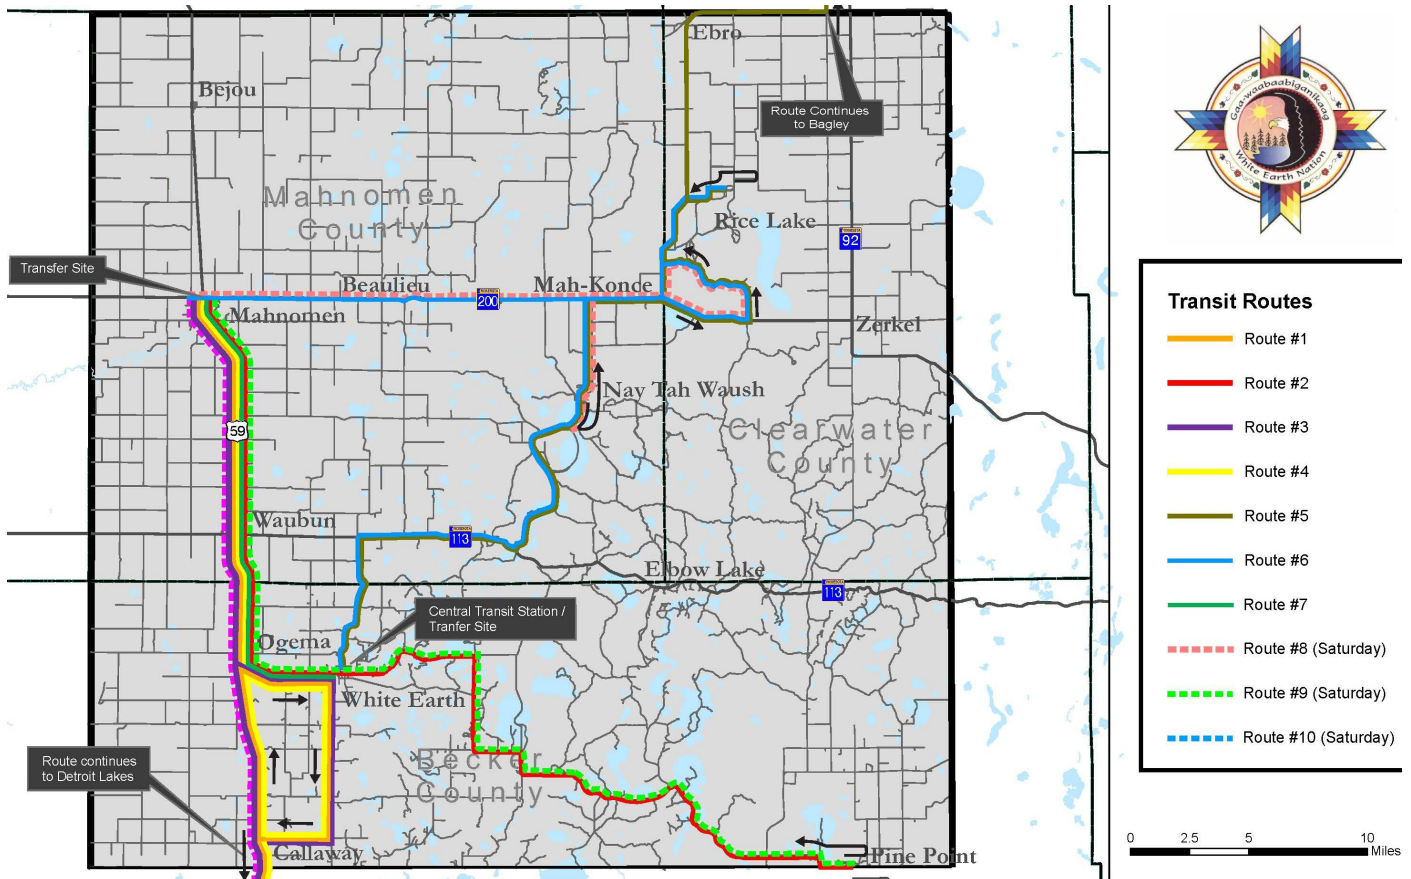 Ebro
Bejou
Route Continues
to Bagley
Gaa-waabaabiganikaag
White Earth Nation
Mahnomen
County
Rice Lake
92
Transfer Site
Beaulieu
Mah-Konce
200
Mahnomen
Zerkel
Transit Routes
Route #1
Route #2
Route #3
Route #4
Route #5
Route #6
Route #7
Route #8 (Saturday)
Route #9 (Saturday)
Route #10 (Saturday)
Nay Tah Waush
59
Clearwater
County
Waubun
113
Elbow Lake
113
Central Transit Station /
Tranfer Site
Ogema
White Earth
Route continues
to Detroit Lakes
Becker
County
Callaway
Pine Point
0 2.5 5 10
Miles